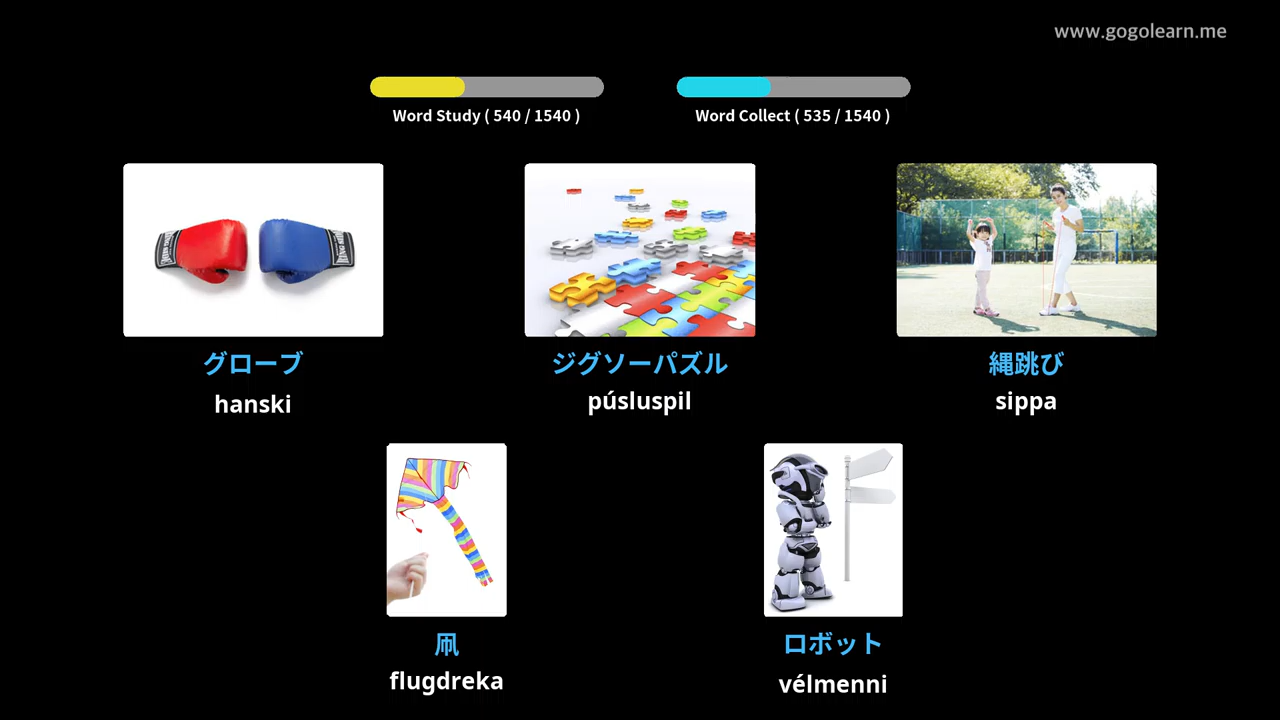 www.gogolearn.me
Word Study ( 540 / 1540 )
Word Collect ( 535 / 1540 )
グローブ
ジグソーパズル
縄跳び
hanski
púsluspil
sippa
凧
ロボット
flugdreka
vélmenni